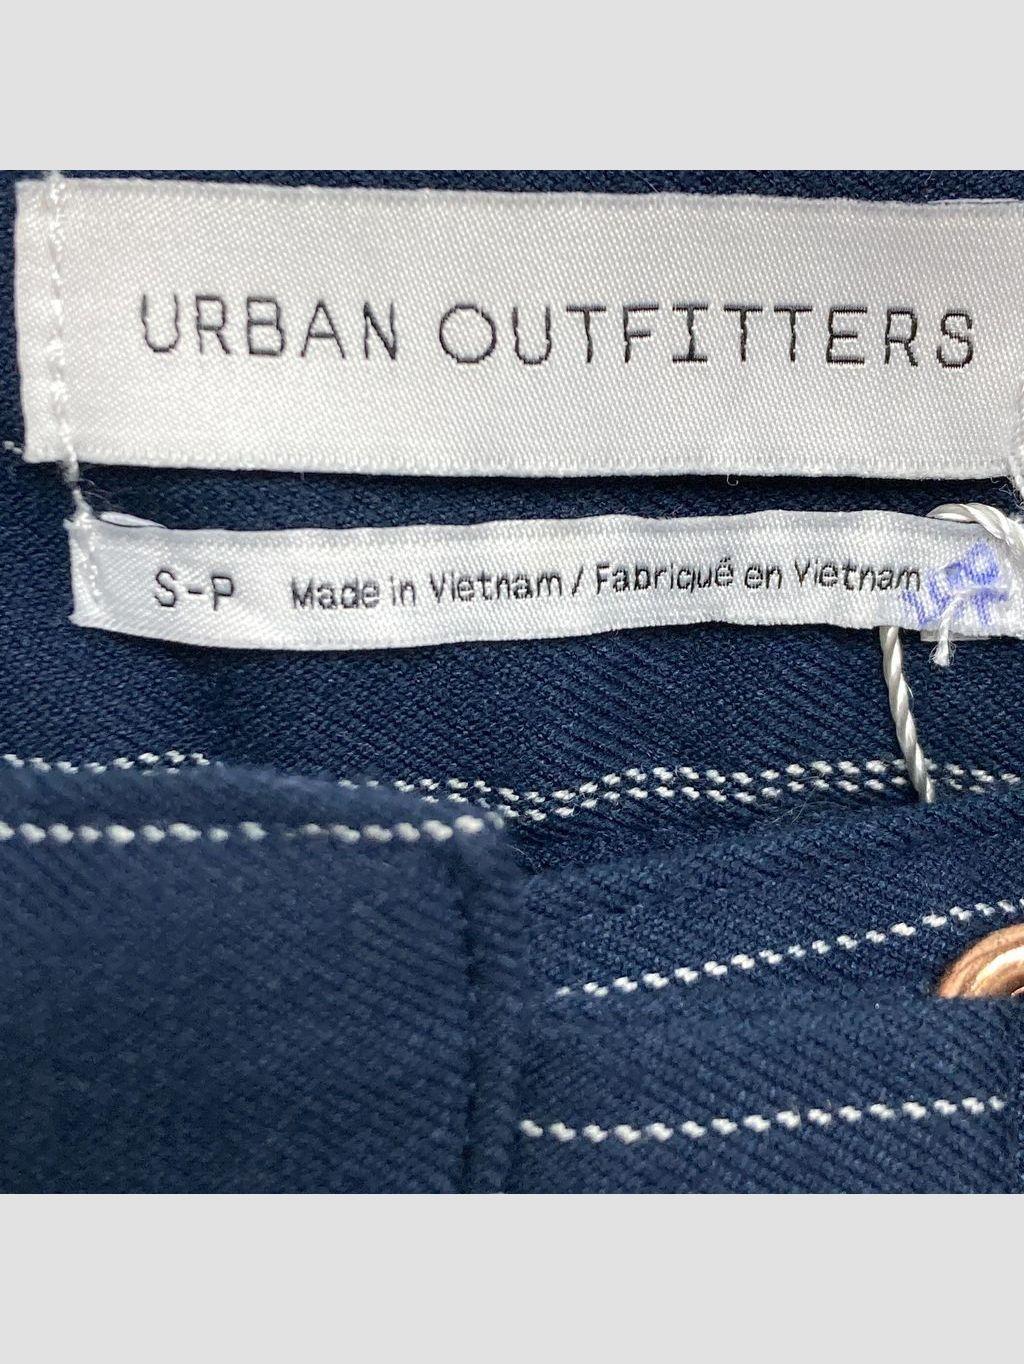 URBAN OUTFITTERS
S-P Made in Vietnam / Fabriqué en Vietnam